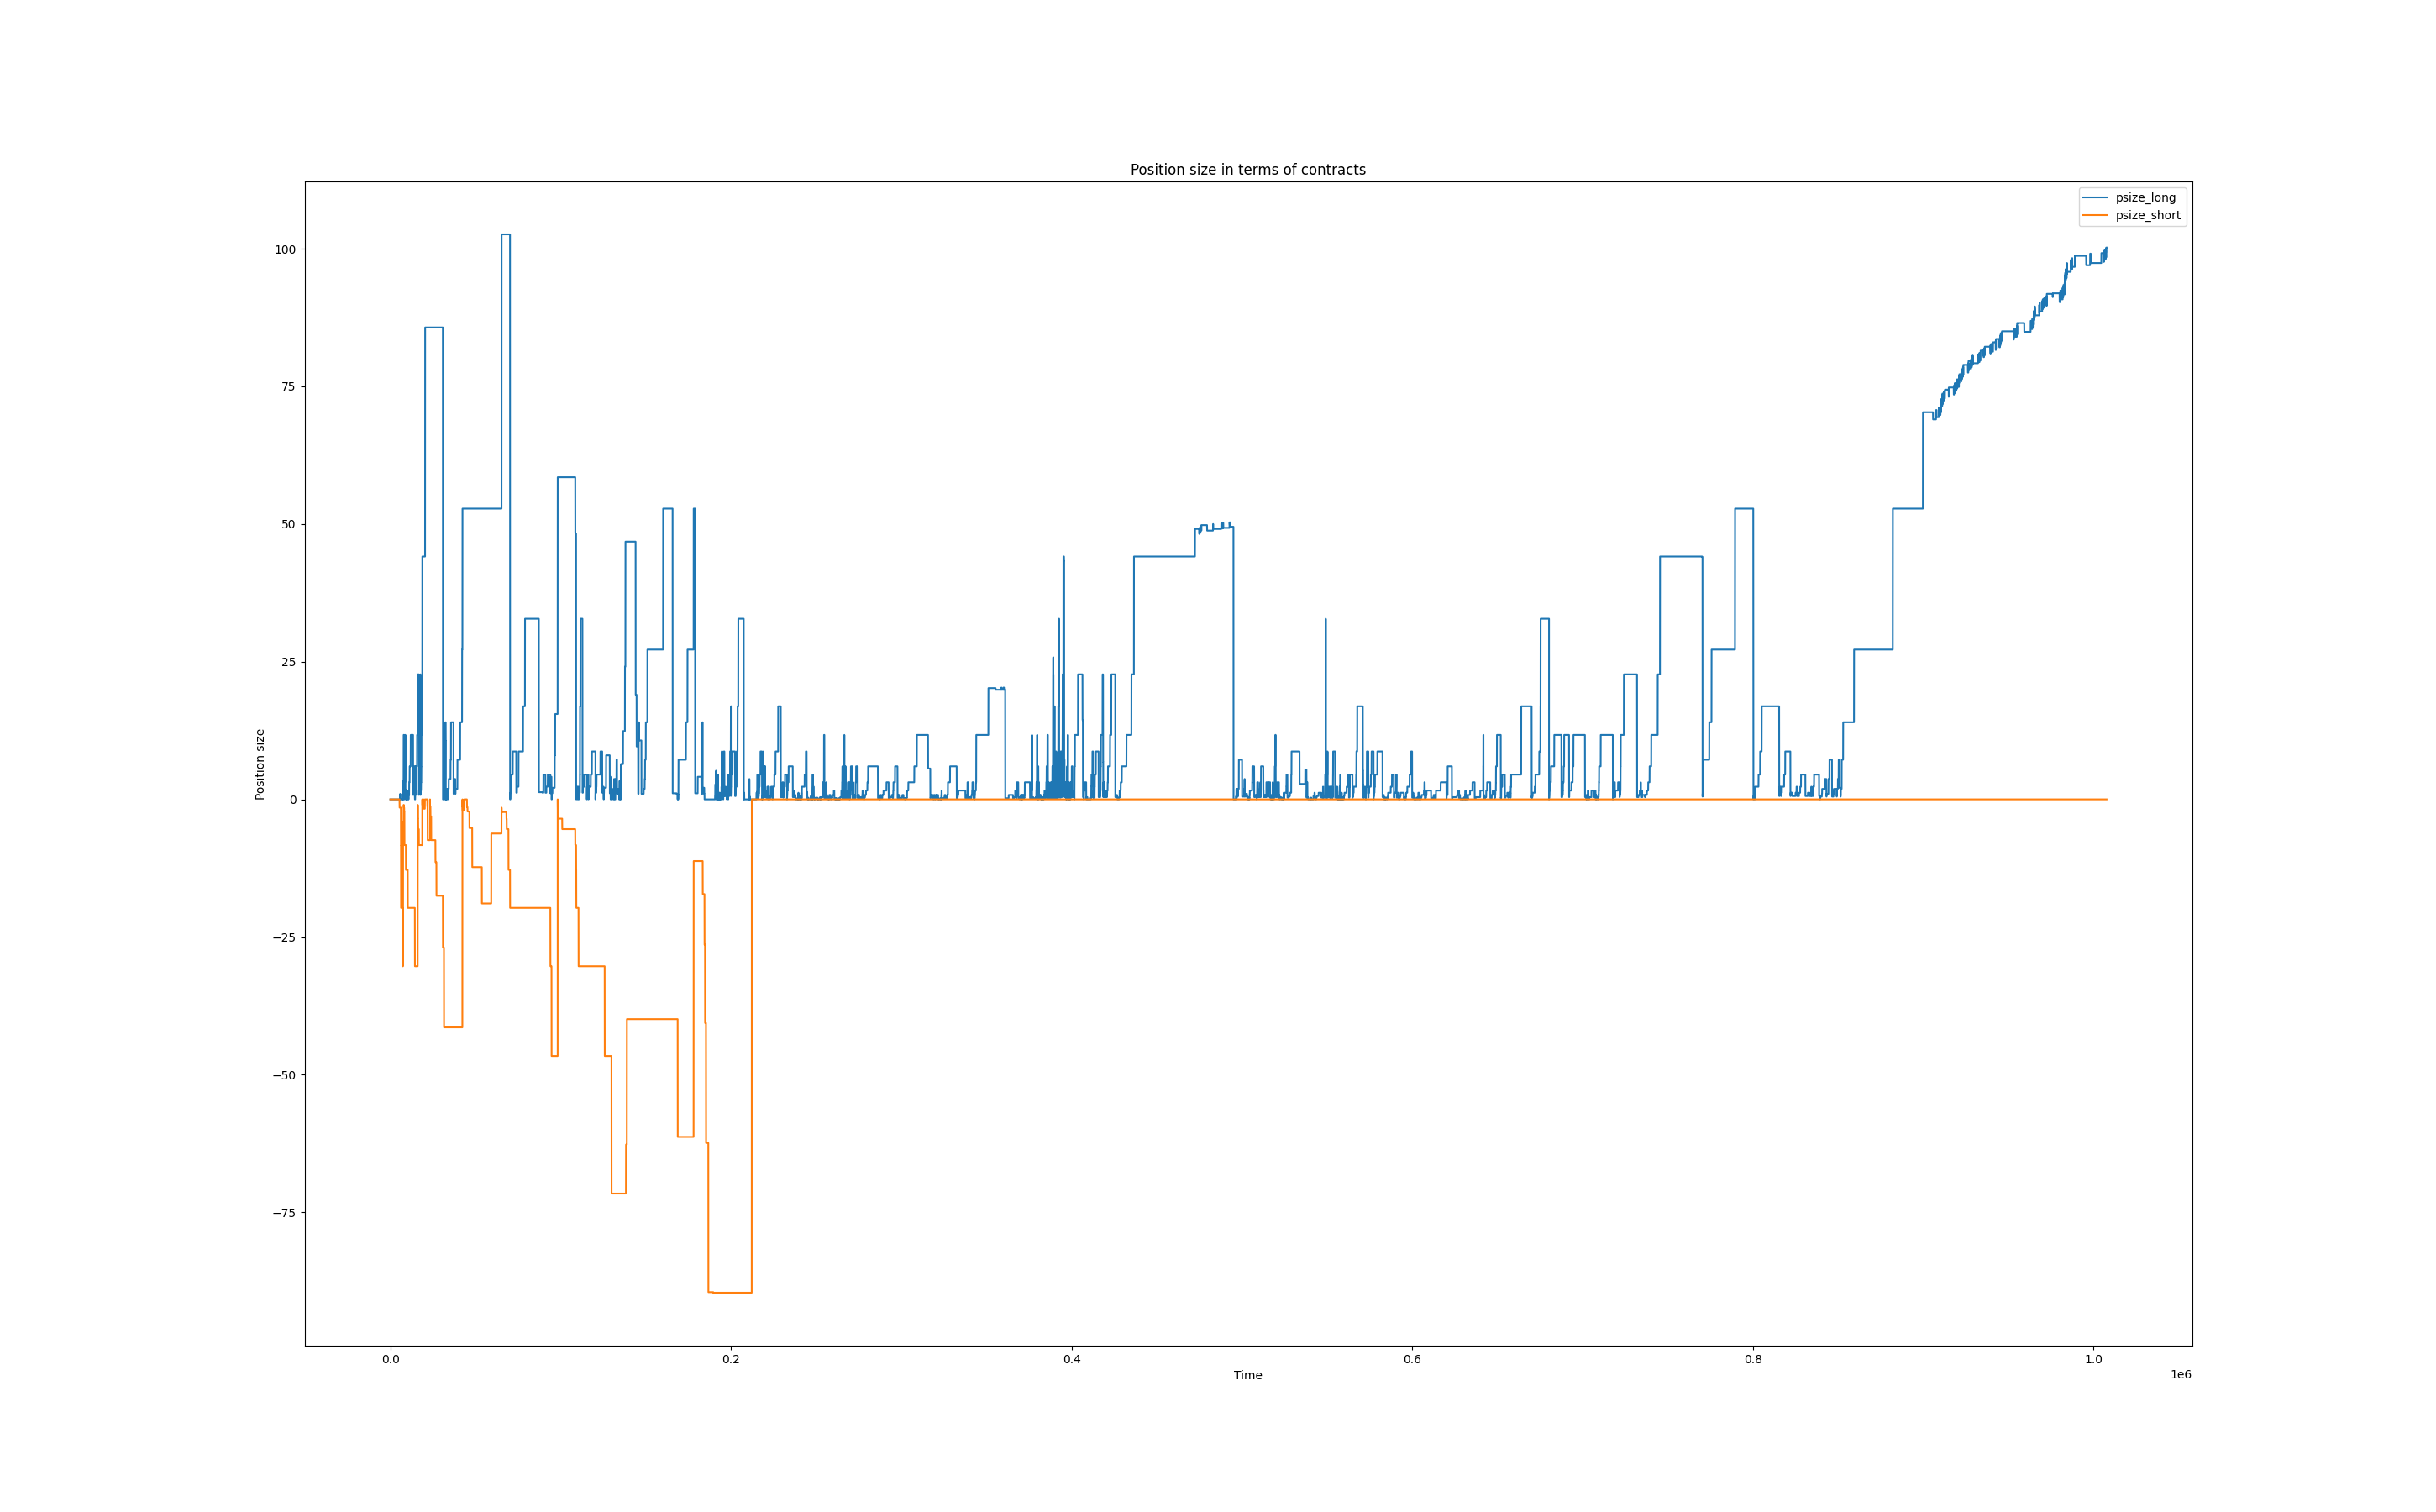 Position size in terms of contracts
psize_long
psize_short
100
75
50
25
0
−25
−50
−75
Position size
0.0
0.2
0.4
0.6
0.8
1.0
Time
1e6